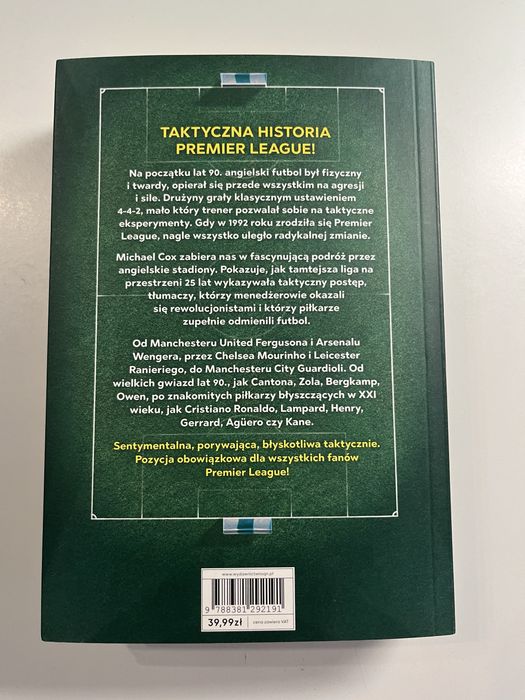 TAKTYCZNA HISTORIA
PREMIER LEAGUE!
Na początku lat 90. angielski futbol był fizyczny
i twardy, opierał się przede wszystkim na agresji
i sile. Drużyny grały klasycznym ustawieniem
4-4-2, mało który trener pozwalał sobie na taktyczne
eksperymenty. Gdy w 1992 roku zrodziła się Premier
League, nagle wszystko uległo radykalnej zmianie.
Michael Cox zabiera nas w fascynującą podróż przez
angielskie stadiony. Pokazuje, jak tamtejsza liga na
przestrzeni 25 lat wykazywała taktyczny postęp,
tłumaczy, którzy menedżerowie okazali
się rewolucjonistami i którzy piłkarze
zupełnie odmienili futbol.
Od Manchesteru United Fergusona i Arsenalu
Wengera, przez Chelsea Mourinho i Leicester
Ranieriego, do Manchesteru City Guardioli. Od
wielkich gwiazd lat 90., jak Cantona, Zola, Bergkamp,
Owen, po znakomitych piłkarzy błyszczących w XXI
wieku, jak Cristiano Ronaldo, Lampard, Henry,
Gerrard, Agüero czy Kane.
Sentymentalna, porywająca, błyskotliwa taktycznie.
Pozycja obowiązkowa dla wszystkich fanów
Premier League!
www.wydawnictwosqn.pl
9 788381 292191
39,99zł
cena zawiera VAT